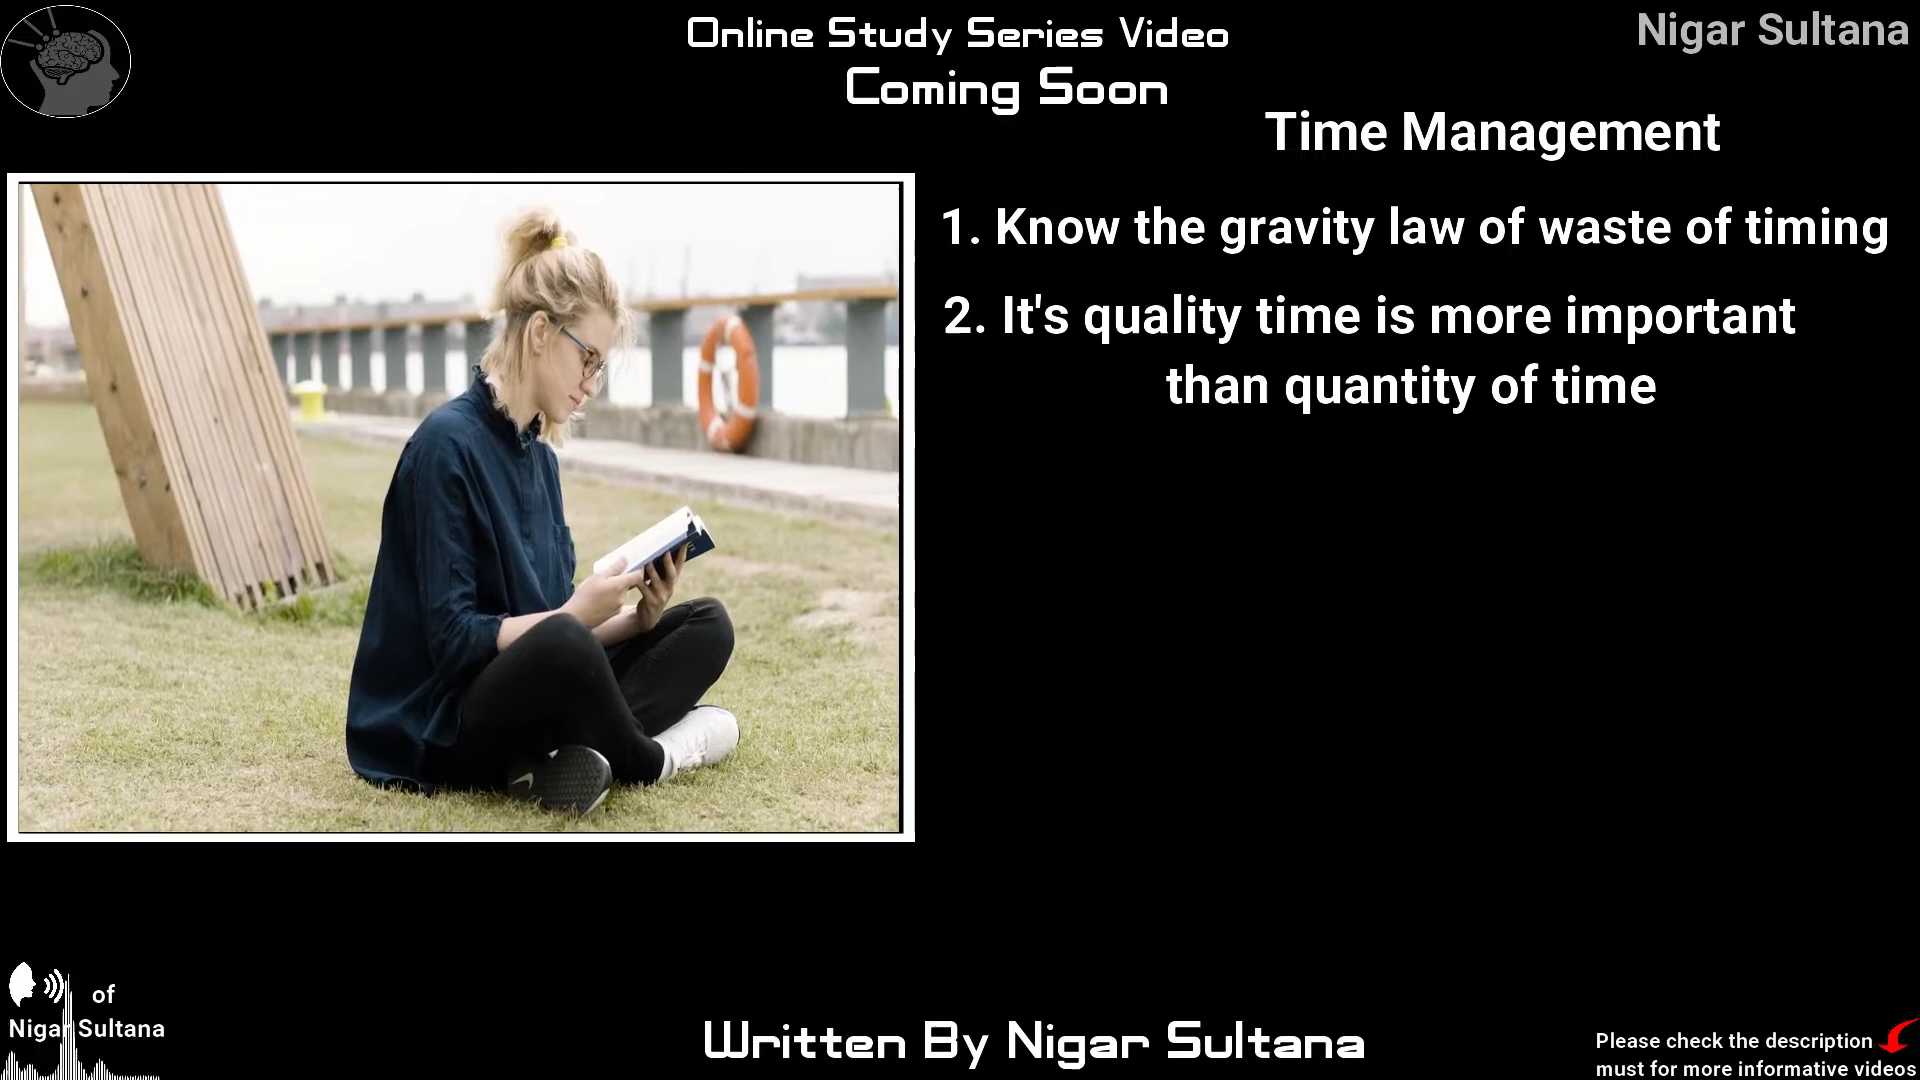 Online Study Series Video
Nigar Sultana
Coming Soon
Time Management
1. Know the gravity law of waste of timing
2. It's quality time is more important
than quantity of time
of
Nigar Sultana
Written By Nigar Sultana
Please check the description
must for more informative videos